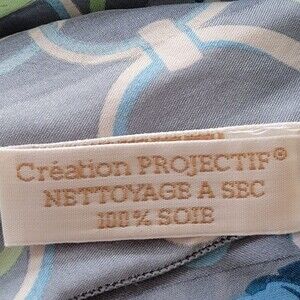 Création PROJECTIF®
NETTOYAGE A SEC
100% SOIE